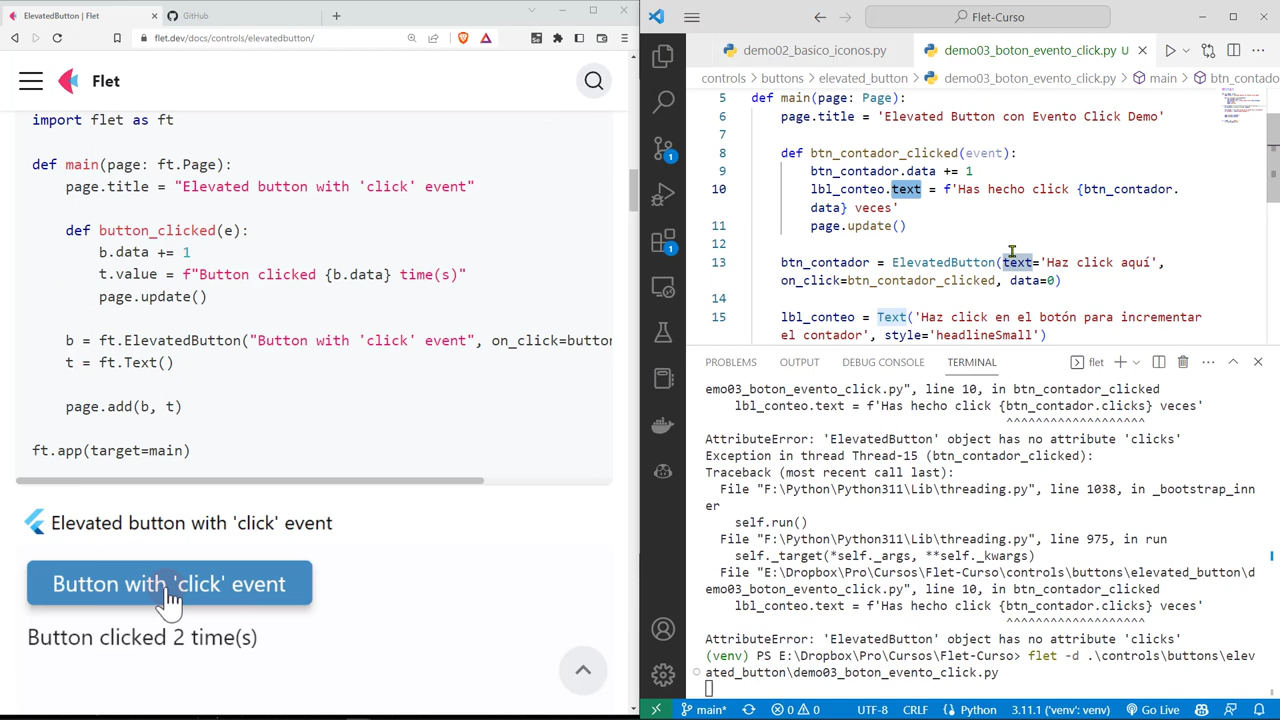 ElevatedButton | Flet
GitHub
flet.dev/docs/controls/elevatedbutton/
Flet
import flet as ft
def main(page: ft.Page):
page.title = "Elevated button with 'click' event"
def button_clicked(e):
b.data += 1
t.value = f"Button clicked {b.data} time(s)"
page.update()
b = ft.ElevatedButton("Button with 'click' event", on_click=button
t = ft.Text()
page.add(b, t)
ft.app(target=main)
Elevated button with 'click' event
Button with 'click' event
Button clicked 2 time(s)
Flet-Curso
demo02_basico_iconos.py
demo03_boton_evento_click.py U
controls > buttons > elevated_button > demo03_boton_evento_click.py > main > btn_contado
5 def main(page: Page):
6 page.title = 'Elevated Button con Evento Click Demo'
7
8 def btn_contador_clicked(event):
9 btn_contador.data += 1
10 lbl_conteo.text = f'Has hecho click {btn_contador.
data} veces'
11 page.update()
12
13 btn_contador = ElevatedButton(text='Haz click aquí',
on_click=btn_contador_clicked, data=0)
14
15 lbl_conteo = Text('Haz click en el botón para incrementar
el contador', style='headlineSmall')
1
1
PROBLEMS OUTPUT DEBUG CONSOLE TERMINAL flet
emo03_boton_evento_click.py", line 10, in btn_contador_clicked
lbl_conteo.text = f'Has hecho click {btn_contador.clicks} veces'
^^^^^^^^^^^^^^^^^^^
AttributeError: 'ElevatedButton' object has no attribute 'clicks'
Exception in thread Thread-15 (btn_contador_clicked):
Traceback (most recent call last):
File "F:\Python\Python311\Lib\threading.py", line 1038, in _bootstrap_inn
er
self.run()
File "F:\Python\Python311\Lib\threading.py", line 975, in run
self._target(*self._args, **self._kwargs)
File "E:\Dropbox\Pro\Cursos\Flet-Curso\controls\buttons\elevated_button\d
emo03_boton_evento_click.py", line 10, in btn_contador_clicked
lbl_conteo.text = f'Has hecho click {btn_contador.clicks} veces'
^^^^^^^^^^^^^^^^^^^
AttributeError: 'ElevatedButton' object has no attribute 'clicks'
(venv) PS E:\Dropbox\Pro\Cursos\Flet-Curso> flet -d .\controls\buttons\elev
ated_button\demo03_boton_evento_click.py
main* 0 0 UTF-8 CRLF Python 3.11.1 ('venv': venv) Go Live